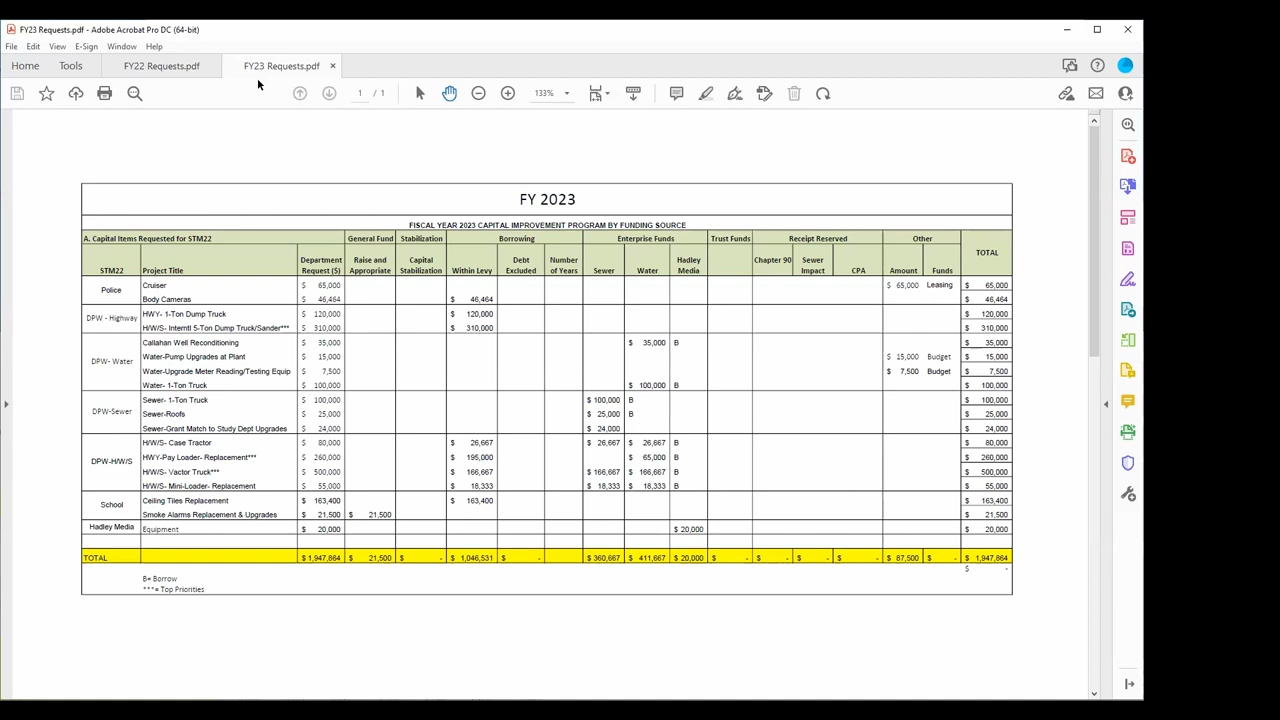 FY23 Requests.pdf - Adobe Acrobat Pro DC (64-bit)
File Edit View E-Sign Window Help
Home Tools FY22 Requests.pdf FY23 Requests.pdf ×
1 / 1 133%
FY 2023
FISCAL YEAR 2023 CAPITAL IMPROVEMENT PROGRAM BY FUNDING SOURCE
A. Capital Items Requested for STM22 General Fund Stabilization Borrowing Enterprise Funds Trust Funds Receipt Reserved Other TOTAL
STM22 Project Title Department Request ($) Raise and Appropriate Capital Stabilization Within Levy Debt Excluded Number of Years Sewer Water Hadley Media Chapter 90 Sewer Impact CPA Amount Funds
Police Cruiser $ 65,000 $ 65,000 Leasing $ 65,000
Body Cameras $ 46,464 $ 46,464 $ 46,464
DPW - Highway HWY- 1-Ton Dump Truck $ 120,000 $ 120,000 $ 120,000
H/W/S- Interntl 5-Ton Dump Truck/Sander*** $ 310,000 $ 310,000 $ 310,000
DPW- Water Callahan Well Reconditioning $ 35,000 $ 35,000 B $ 35,000
Water-Pump Upgrades at Plant $ 15,000 $ 15,000 Budget $ 15,000
Water-Upgrade Meter Reading/Testing Equip $ 7,500 $ 7,500 Budget $ 7,500
Water- 1-Ton Truck $ 100,000 $ 100,000 B $ 100,000
DPW-Sewer Sewer- 1-Ton Truck $ 100,000 $ 100,000 B $ 100,000
Sewer-Roofs $ 25,000 $ 25,000 B $ 25,000
Sewer-Grant Match to Study Dept Upgrades $ 24,000 $ 24,000 $ 24,000
DPW-H/W/S H/W/S- Case Tractor $ 80,000 $ 26,667 $ 26,667 $ 26,667 B $ 80,000
HWY-Pay Loader- Replacement*** $ 260,000 $ 195,000 $ 65,000 B $ 260,000
H/W/S- Vactor Truck*** $ 500,000 $ 166,667 $ 166,667 $ 166,667 B $ 500,000
H/W/S- Mini-Loader- Replacement $ 55,000 $ 18,333 $ 18,333 $ 18,333 B $ 55,000
School Ceiling Tiles Replacement $ 163,400 $ 163,400 $ 163,400
Smoke Alarms Replacement & Upgrades $ 21,500 $ 21,500 $ 21,500
Hadley Media Equipment $ 20,000 $ 20,000 $ 20,000
TOTAL $ 1,947,864 $ 21,500 $ - $ 1,046,531 $ - $ 360,667 $ 411,667 $ 20,000 $ - $ - $ - $ - $ 87,500 $ - $ 1,947,864
$ -
B= Borrow
***= Top Priorities